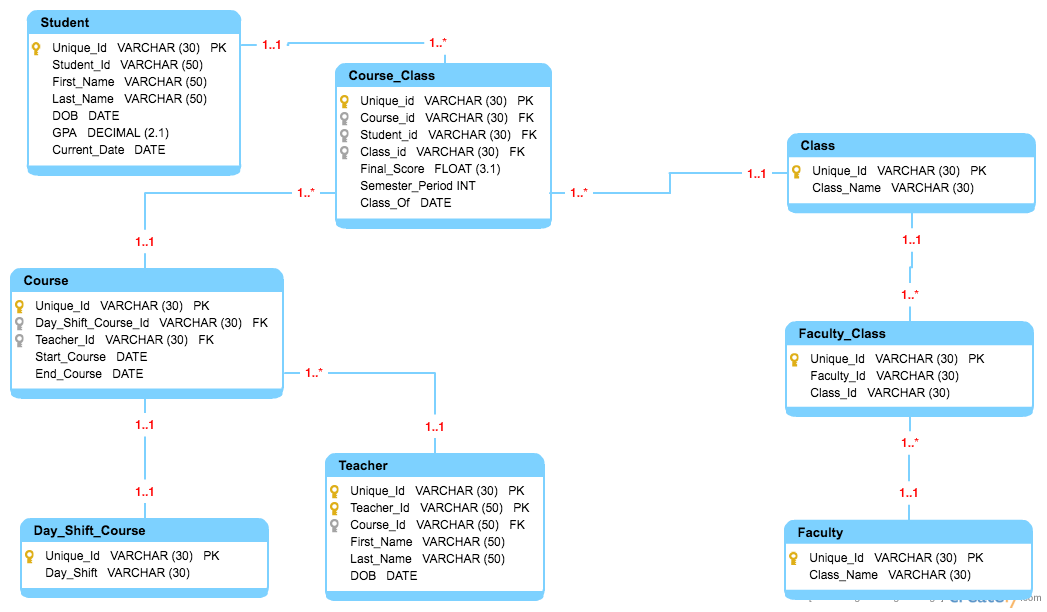 Student
Unique_Id VARCHAR (30) PK
Student_Id VARCHAR (50)
First_Name VARCHAR (50)
Last_Name VARCHAR (50)
DOB DATE
GPA DECIMAL (2.1)
Current_Date DATE
1..1
1..*
Course_Class
Unique_id VARCHAR (30) PK
Course_id VARCHAR (30) FK
Student_id VARCHAR (30) FK
Class_id VARCHAR (30) FK
Final_Score FLOAT (3.1)
Semester_Period INT
Class_Of DATE
1..*
1..1
Class
Unique_Id VARCHAR (30) PK
Class_Name VARCHAR (30)
1..*
1..1
1..1
1..*
Course
Unique_Id VARCHAR (30) PK
Day_Shift_Course_Id VARCHAR (30) FK
Teacher_Id VARCHAR (30) FK
Start_Course DATE
End_Course DATE
Faculty_Class
Unique_Id VARCHAR (30) PK
Faculty_Id VARCHAR (30)
Class_Id VARCHAR (30)
1..*
1..1
1..1
1..1
1..*
1..1
Teacher
Unique_Id VARCHAR (30) PK
Teacher_Id VARCHAR (50) PK
Course_Id VARCHAR (50) FK
First_Name VARCHAR (50)
Last_Name VARCHAR (50)
DOB DATE
Day_Shift_Course
Unique_Id VARCHAR (30) PK
Day_Shift VARCHAR (30)
Faculty
Unique_Id VARCHAR (30) PK
Class_Name VARCHAR (30)
.com